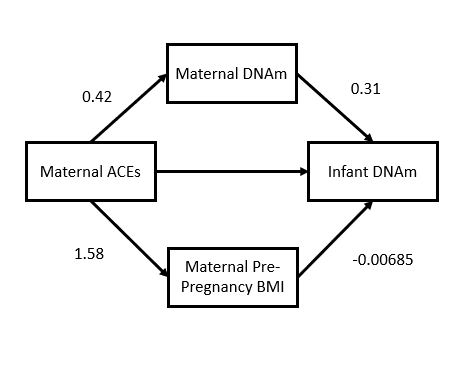 Maternal DNAm
0.42
0.31
Maternal ACEs
Infant DNAm
1.58
Maternal Pre-
Pregnancy BMI
-0.00685